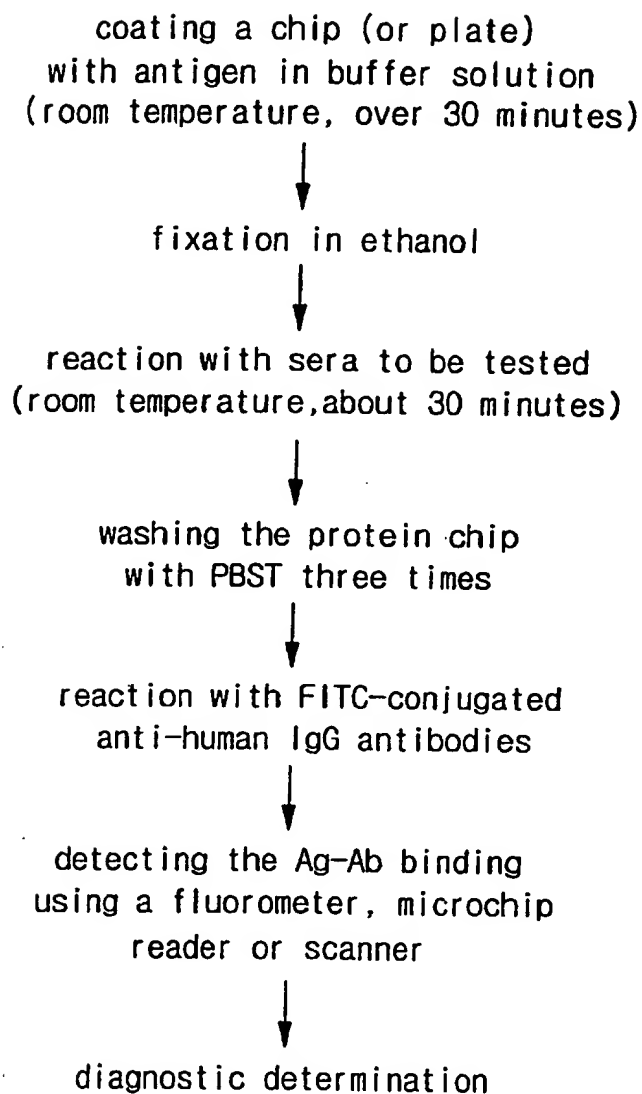 coating a chip (or plate)
with antigen in buffer solution
(room temperature, over 30 minutes)
fixation in ethanol
reaction with sera to be tested
(room temperature,about 30 minutes)
washing the protein chip
with PBST three times
reaction with FITC-conjugated
anti-human IgG antibodies
detecting the Ag-Ab binding
using a fluorometer, microchip
reader or scanner
diagnostic determination